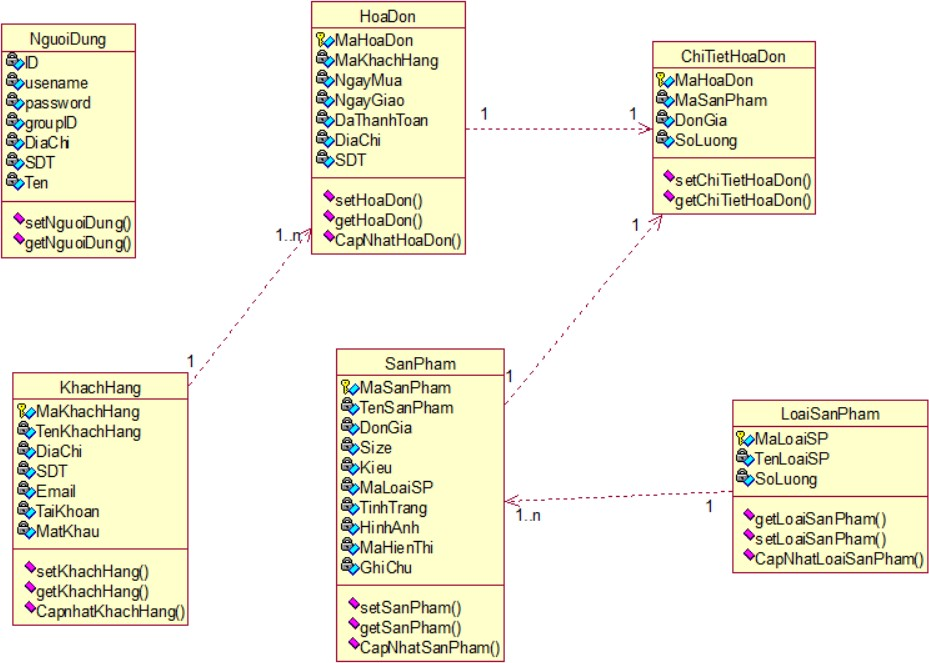 NguoiDung
ID
usename
password
groupID
DiaChi
SDT
Ten
setNguoiDung()
getNguoiDung()
HoaDon
MaHoaDon
MaKhachHang
NgayMua
NgayGiao
DaThanhToan
DiaChi
SDT
setHoaDon()
getHoaDon()
CapNhatHoaDon()
1
1
ChiTietHoaDon
MaHoaDon
MaSanPham
DonGia
SoLuong
setChiTietHoaDon()
getChiTietHoaDon()
1..n
1
1
1
KhachHang
MaKhachHang
TenKhachHang
DiaChi
SDT
Email
TaiKhoan
MatKhau
setKhachHang()
getKhachHang()
CapnhatKhachHang()
SanPham
MaSanPham
TenSanPham
DonGia
Size
Kieu
MaLoaiSP
TinhTrang
HinhAnh
MaHienThi
GhiChu
setSanPham()
getSanPham()
CapNhatSanPham()
1..n
1
LoaiSanPham
MaLoaiSP
TenLoaiSP
SoLuong
getLoaiSanPham()
setLoaiSanPham()
CapNhatLoaiSanPham()